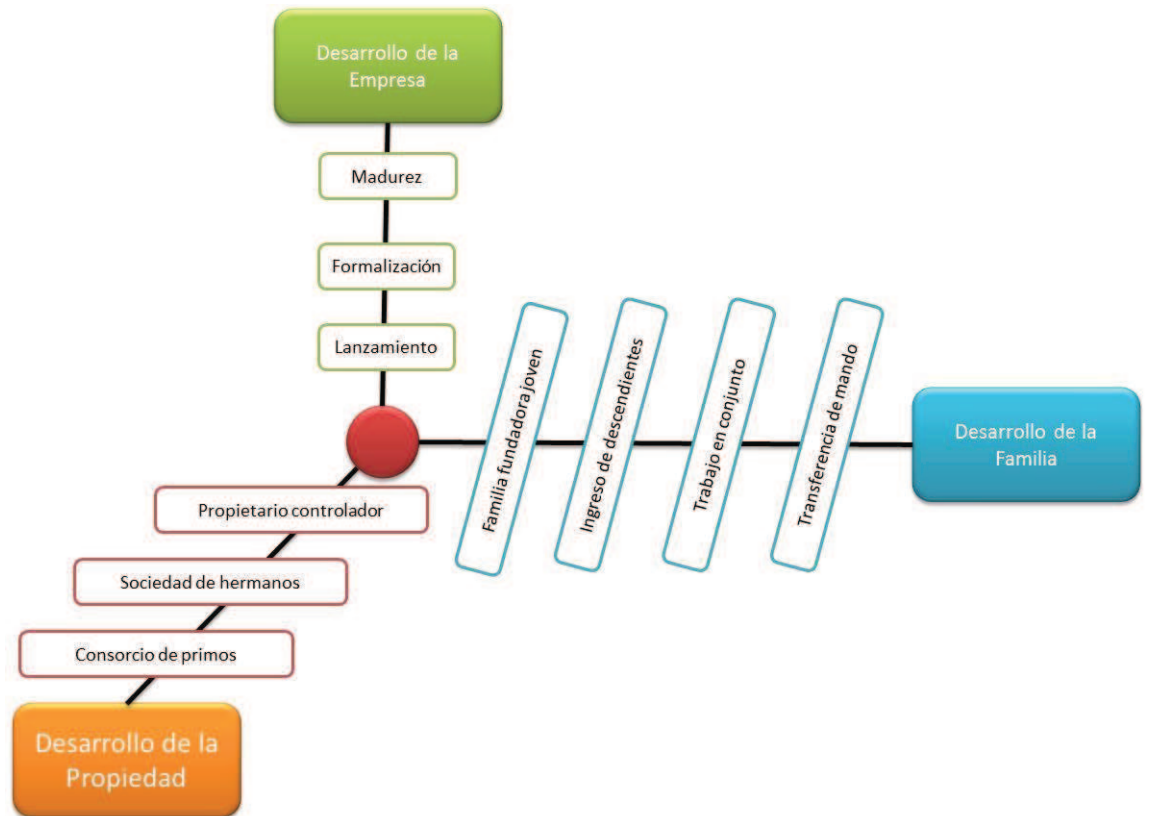 Desarrollo de la
Empresa
Madurez
Formalización
Lanzamiento
Familia fundadora joven
Ingreso de descendientes
Trabajo en conjunto
Transferencia de mando
Desarrollo de la
Familia
Propietario controlador
Sociedad de hermanos
Consorcio de primos
Desarrollo de la
Propiedad